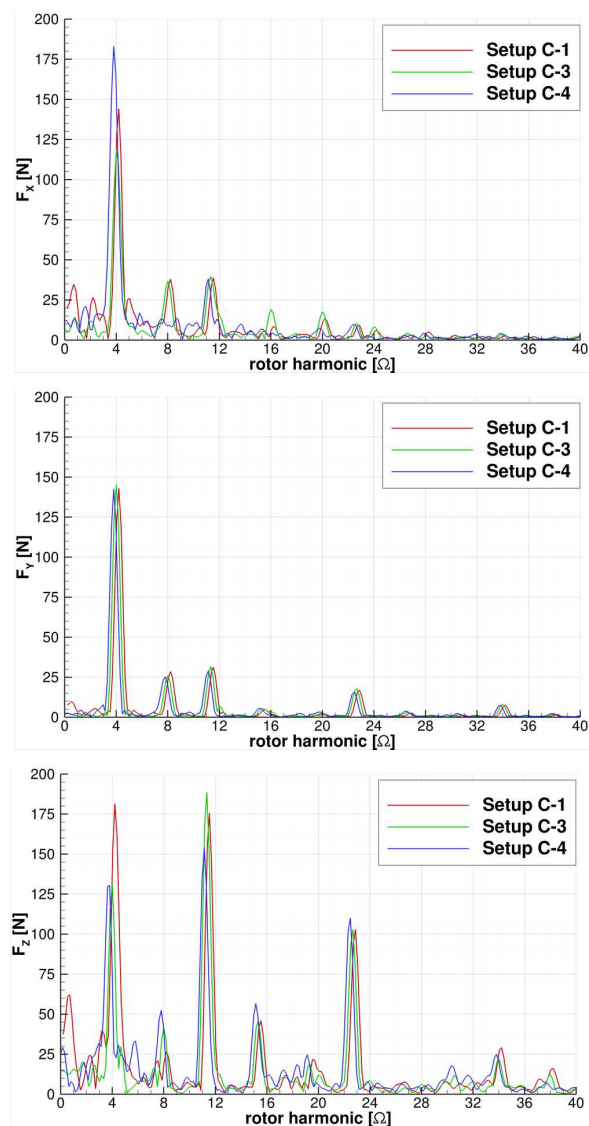 200
175
150
125
100
75
50
25
0
F_X [N]
Setup C-1
Setup C-3
Setup C-4
0 4 8 12 16 20 24 28 32 36 40
rotor harmonic [Ω]
200
175
150
125
100
75
50
25
0
F_Y [N]
Setup C-1
Setup C-3
Setup C-4
0 4 8 12 16 20 24 28 32 36 40
rotor harmonic [Ω]
200
175
150
125
100
75
50
25
0
F_Z [N]
Setup C-1
Setup C-3
Setup C-4
0 4 8 12 16 20 24 28 32 36 40
rotor harmonic [Ω]